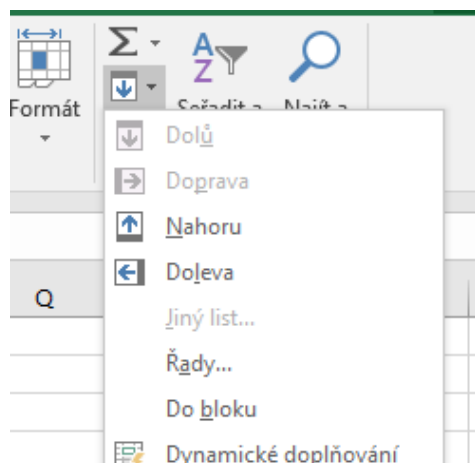 Formát
Seřadit a
Najít a
Dolů
Doprava
Nahoru
Doleva
Jiný list...
Řady...
Do bloku
Dynamické doplňování
Q